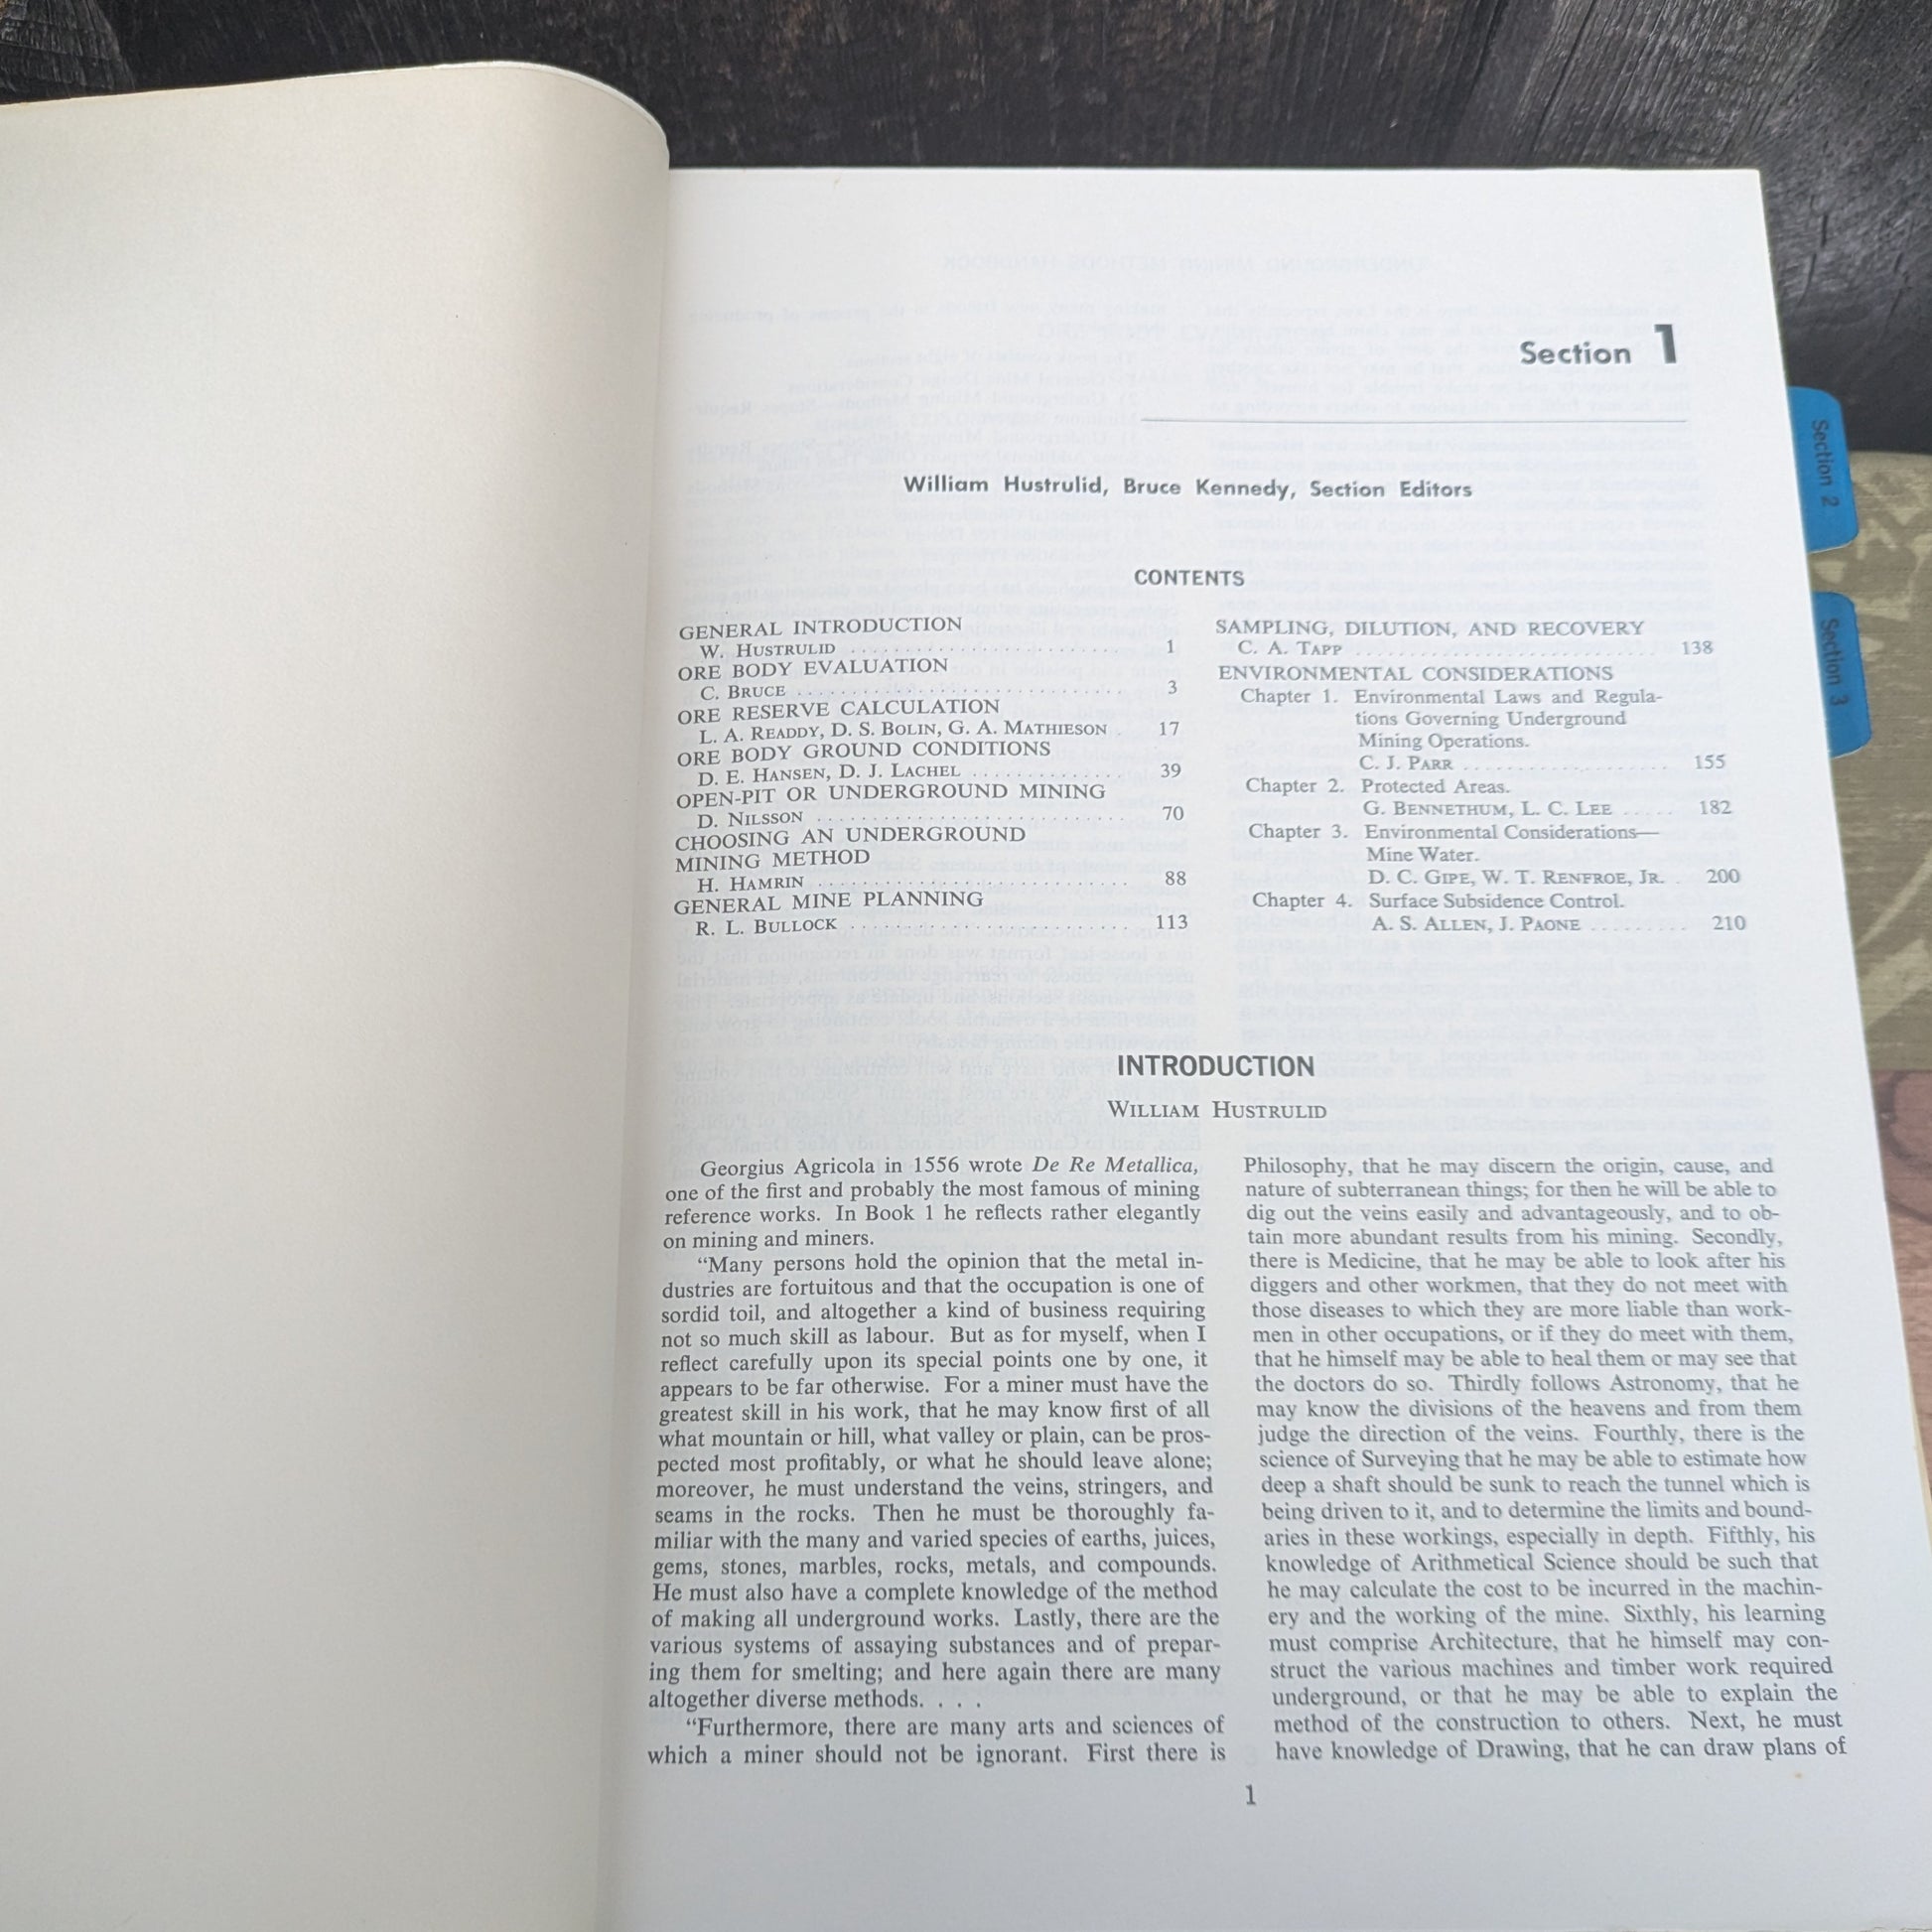 Section 1
William Hustrulid, Bruce Kennedy, Section Editors
CONTENTS
GENERAL INTRODUCTION
W. HUSTRULID . . . . . . . . . . . . . . . . . . . . . . . . . 1
ORE BODY EVALUATION
C. BRUCE . . . . . . . . . . . . . . . . . . . . . . . . . . . . . 3
ORE RESERVE CALCULATION
L. A. READDY, D. S. BOLIN, G. A. MATHIESON . 17
ORE BODY GROUND CONDITIONS
D. E. HANSEN, D. J. LACHEL . . . . . . . . . . . . . . 39
OPEN-PIT OR UNDERGROUND MINING
D. NILSSON . . . . . . . . . . . . . . . . . . . . . . . . . . . . 70
CHOOSING AN UNDERGROUND
MINING METHOD
H. HAMRIN . . . . . . . . . . . . . . . . . . . . . . . . . . . . 88
GENERAL MINE PLANNING
R. L. BULLOCK . . . . . . . . . . . . . . . . . . . . . . . . . 113
SAMPLING, DILUTION, AND RECOVERY
C. A. TAPP . . . . . . . . . . . . . . . . . . . . . . . . . . . 138
ENVIRONMENTAL CONSIDERATIONS
Chapter 1. Environmental Laws and Regula-
tions Governing Underground
Mining Operations.
C. J. PARR . . . . . . . . . . . . . . . . . . . 155
Chapter 2. Protected Areas.
G. BENNETHUM, L. C. LEE . . . . . 182
Chapter 3. Environmental Considerations—
Mine Water.
D. C. GIPE, W. T. RENFROE, JR. . 200
Chapter 4. Surface Subsidence Control.
A. S. ALLEN, J. PAONE . . . . . . . . . 210
INTRODUCTION
WILLIAM HUSTRULID
Georgius Agricola in 1556 wrote De Re Metallica,
one of the first and probably the most famous of mining
reference works. In Book 1 he reflects rather elegantly
on mining and miners.
“Many persons hold the opinion that the metal in-
dustries are fortuitous and that the occupation is one of
sordid toil, and altogether a kind of business requiring
not so much skill as labour. But as for myself, when I
reflect carefully upon its special points one by one, it
appears to be far otherwise. For a miner must have the
greatest skill in his work, that he may know first of all
what mountain or hill, what valley or plain, can be pros-
pected most profitably, or what he should leave alone;
moreover, he must understand the veins, stringers, and
seams in the rocks. Then he must be thoroughly fa-
miliar with the many and varied species of earths, juices,
gems, stones, marbles, rocks, metals, and compounds.
He must also have a complete knowledge of the method
of making all underground works. Lastly, there are the
various systems of assaying substances and of prepar-
ing them for smelting; and here again there are many
altogether diverse methods. . . .
“Furthermore, there are many arts and sciences of
which a miner should not be ignorant. First there is
Philosophy, that he may discern the origin, cause, and
nature of subterranean things; for then he will be able to
dig out the veins easily and advantageously, and to ob-
tain more abundant results from his mining. Secondly,
there is Medicine, that he may be able to look after his
diggers and other workmen, that they do not meet with
those diseases to which they are more liable than work-
men in other occupations, or if they do meet with them,
that he himself may be able to heal them or may see that
the doctors do so. Thirdly follows Astronomy, that he
may know the divisions of the heavens and from them
judge the direction of the veins. Fourthly, there is the
science of Surveying that he may be able to estimate how
deep a shaft should be sunk to reach the tunnel which is
being driven to it, and to determine the limits and bound-
aries in these workings, especially in depth. Fifthly, his
knowledge of Arithmetical Science should be such that
he may calculate the cost to be incurred in the machin-
ery and the working of the mine. Sixthly, his learning
must comprise Architecture, that he himself may con-
struct the various machines and timber work required
underground, or that he may be able to explain the
method of the construction to others. Next, he must
have knowledge of Drawing, that he can draw plans of
1
Section 2
Section 3